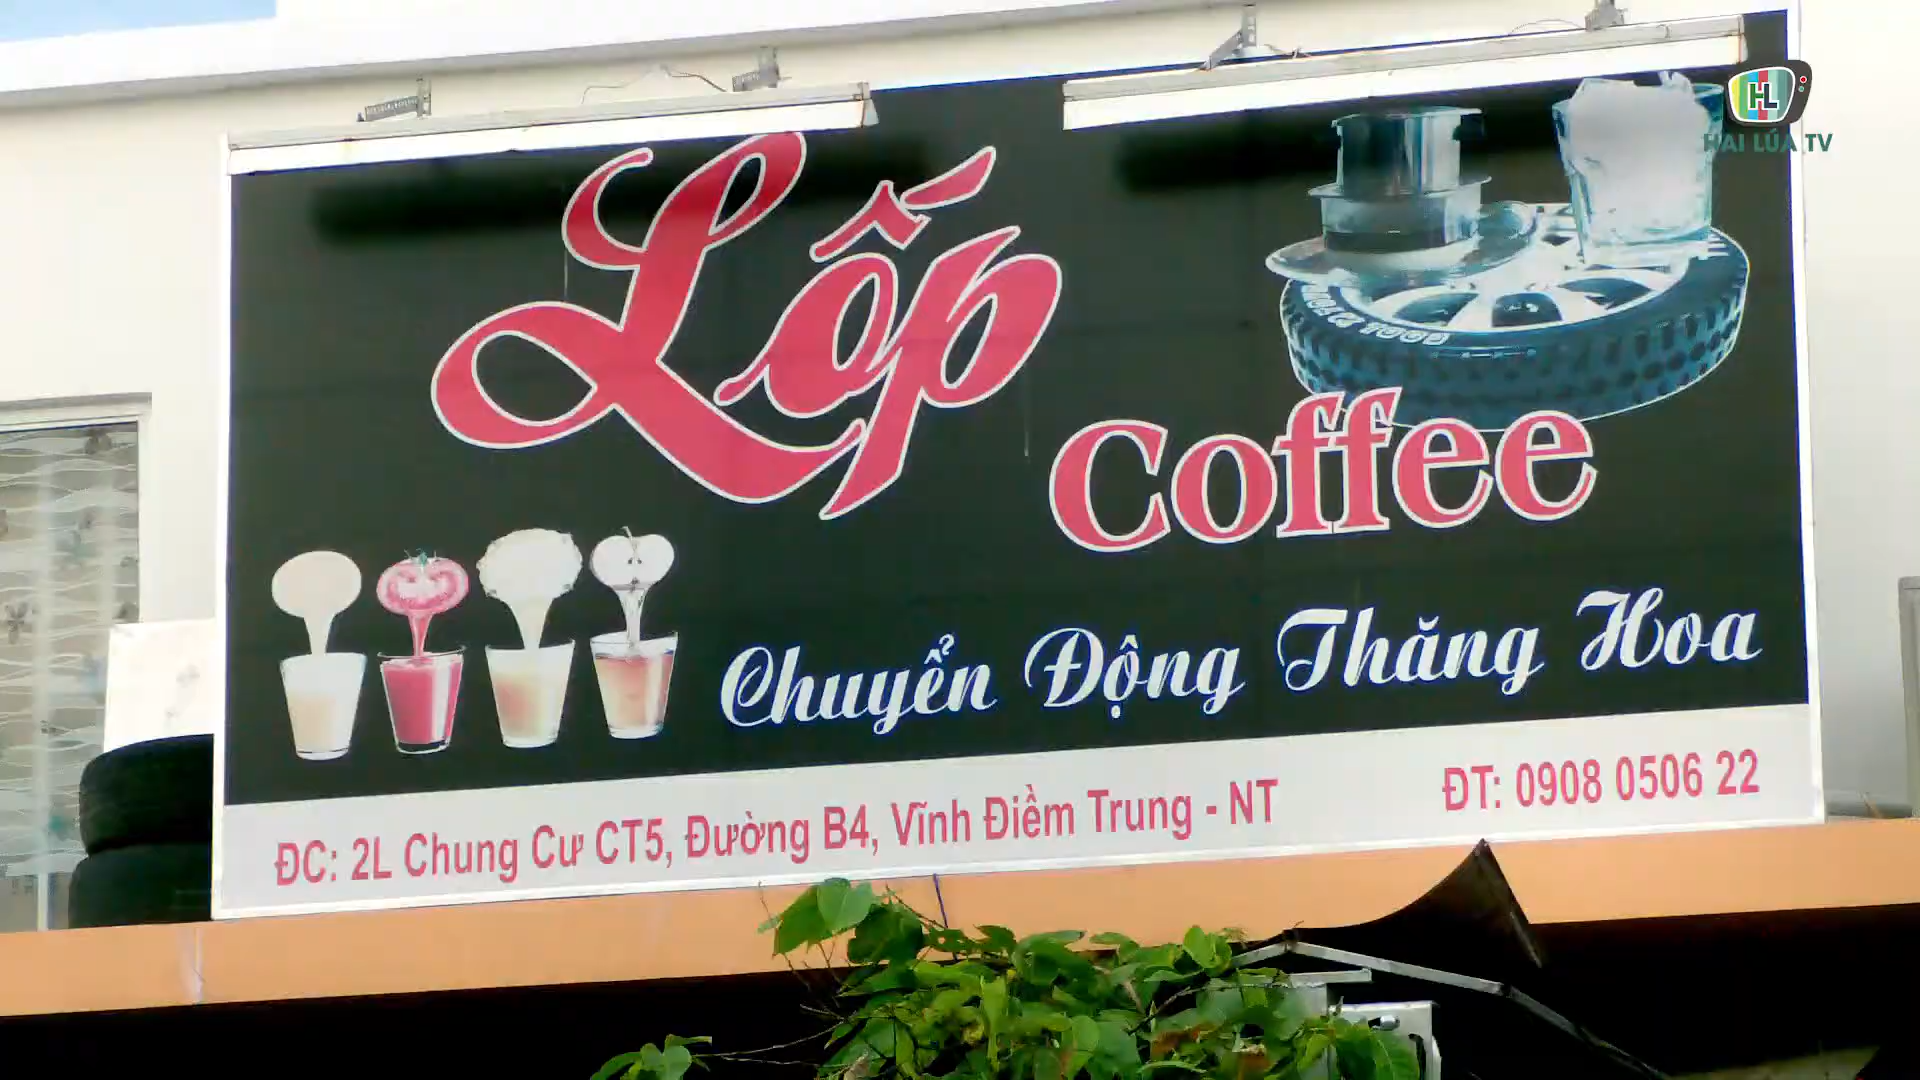 HL
HAI LÚA TV
Lốp
Coffee
Chuyển Động Thăng Hoa
ĐC: 2L Chung Cư CT5, Đường B4, Vĩnh Điềm Trung - NT
ĐT: 0908 0506 22